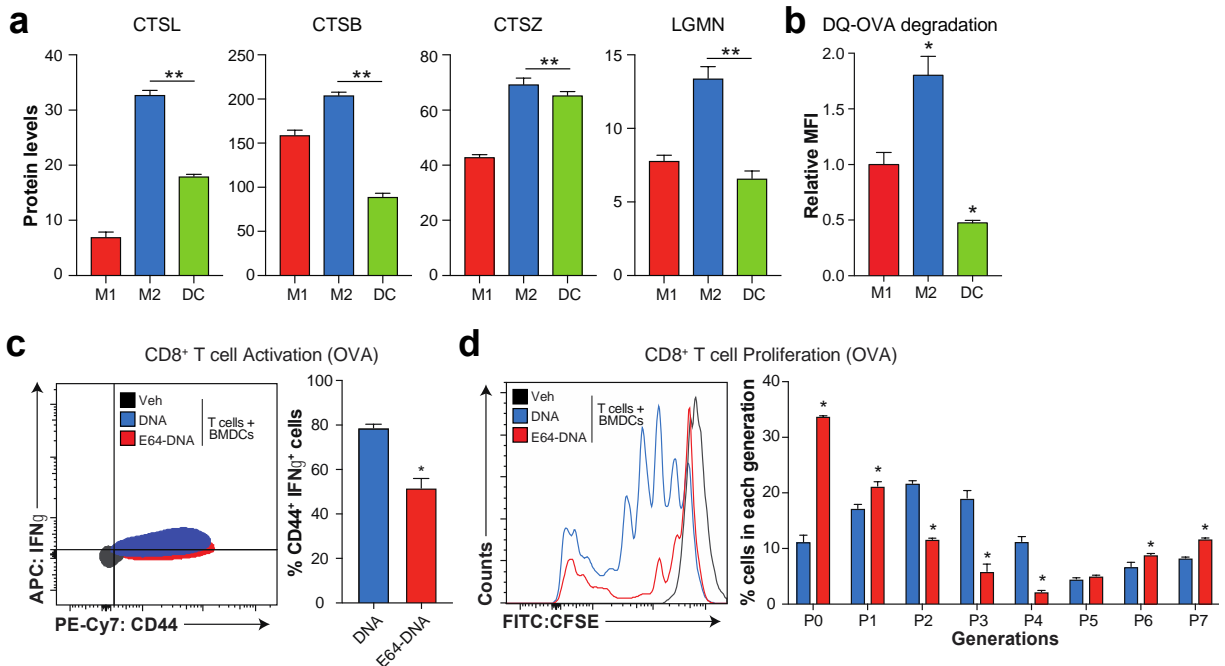 a
CTSL
CTSB
CTSZ
LGMN
Protein levels
40
30
20
10
0
**
M1 M2 DC
250
200
150
100
50
0
**
M1 M2 DC
80
60
40
20
0
**
M1 M2 DC
15
12
9
6
3
0
**
M1 M2 DC
b
DQ-OVA degradation
Relative MFI
2.0
1.5
1.0
0.5
0.0
*
*
M1 M2 DC
c
CD8+ T cell Activation (OVA)
APC: IFNg
Veh
DNA
E64-DNA
T cells +
BMDCs
PE-Cy7: CD44
% CD44+ IFNg+ cells
100
80
60
40
20
0
*
DNA
E64-DNA
d
CD8+ T cell Proliferation (OVA)
Counts
Veh
DNA
E64-DNA
T cells +
BMDCs
FITC:CFSE
% cells in each generation
40
30
20
10
0
*
*
*
*
*
*
*
P0 P1 P2 P3 P4 P5 P6 P7
Generations